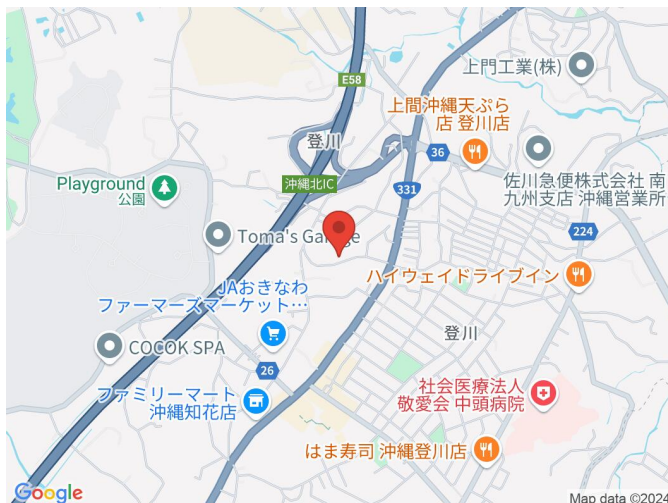 E58
上門工業(株)
登川
上間沖縄天ぷら
店 登川店
36
Playground
公園
沖縄北IC
331
佐川急便株式会社 南
九州支店 沖縄営業所
Toma's Garage
224
JAおきなわ
ファーマーズマーケット…
ハイウェイドライブイン
COCOK SPA
登川
26
ファミリーマート
沖縄知花店
社会医療法人
敬愛会 中頭病院
はま寿司 沖縄登川店
Google
Map data ©2024